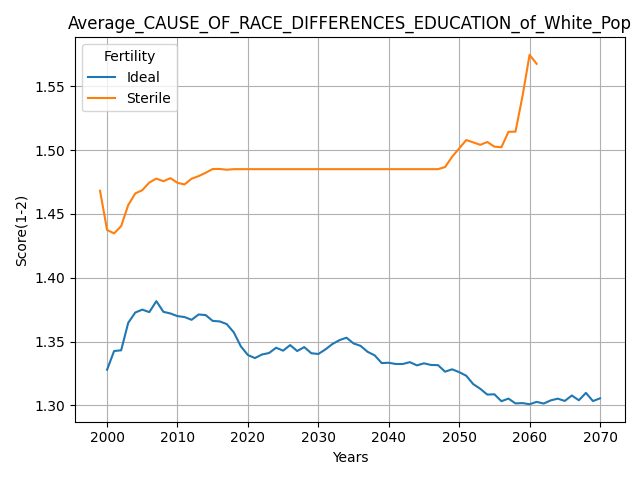 Average_CAUSE_OF_RACE_DIFFERENCES_EDUCATION_of_White_Pop
Fertility
Ideal
Sterile
Score(1-2)
1.55
1.50
1.45
1.40
1.35
1.30
2000 2010 2020 2030 2040 2050 2060 2070
Years